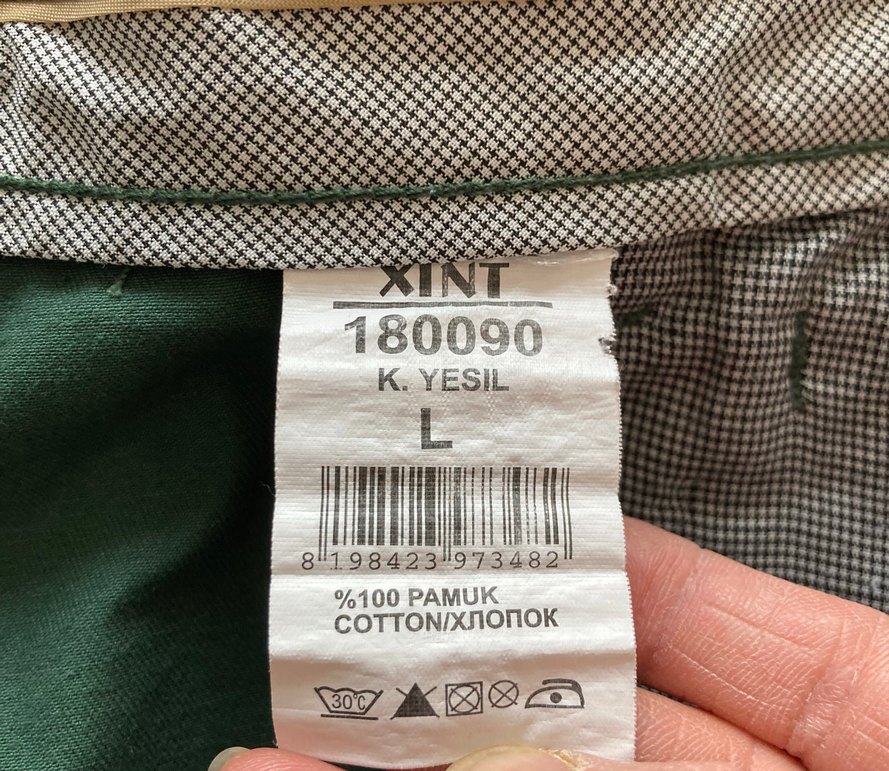 XINT
180090
K. YESIL
L
8 198423 973482
%100 PAMUK
COTTON/ХЛОПОК
30°C